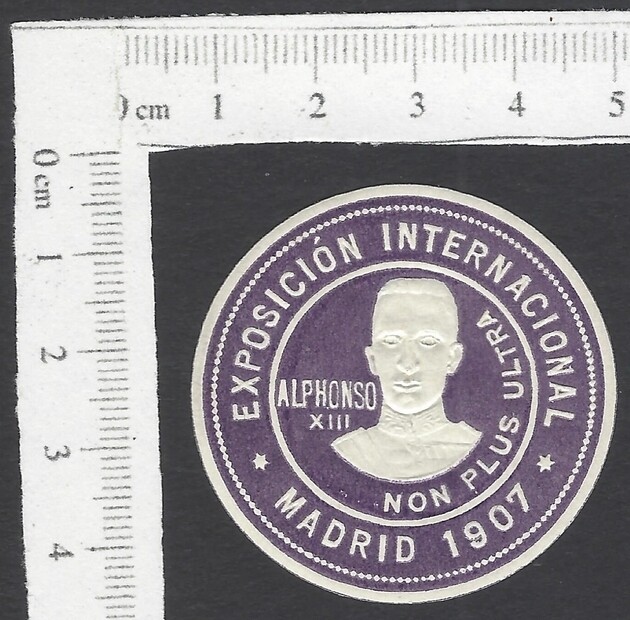 0 cm 1 2 3 4 5
0 cm 1 2 3 4
EXPOSICIÓN INTERNACIONAL
ALPHONSO
XIII
NON PLUS ULTRA
MADRID 1907